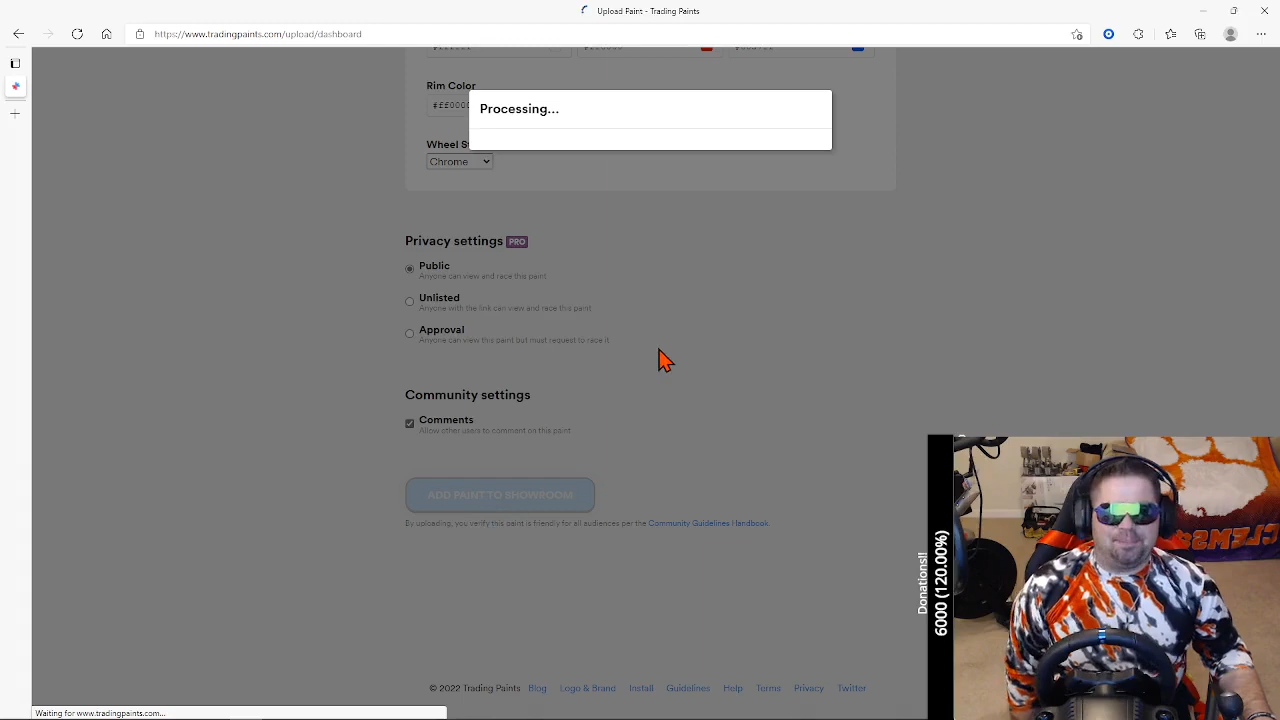 Upload Paint - Trading Paints
https://www.tradingpaints.com/upload/dashboard
Rim Color
#ff0000
Processing...
Wheel S
Chrome
Privacy settings PRO
Public
Anyone can view and race this paint
Unlisted
Anyone with the link can view and race this paint
Approval
Anyone can view this paint but must request to race it
Community settings
Comments
Allow other users to comment on this paint
ADD PAINT TO SHOWROOM
By uploading, you verify this paint is friendly for all audiences per the Community Guidelines Handbook.
Donations!!
6000 (120.00%)
CLEMS
© 2022 Trading Paints Blog Logo & Brand Install Guidelines Help Terms Privacy Twitter
Waiting for www.tradingpaints.com...